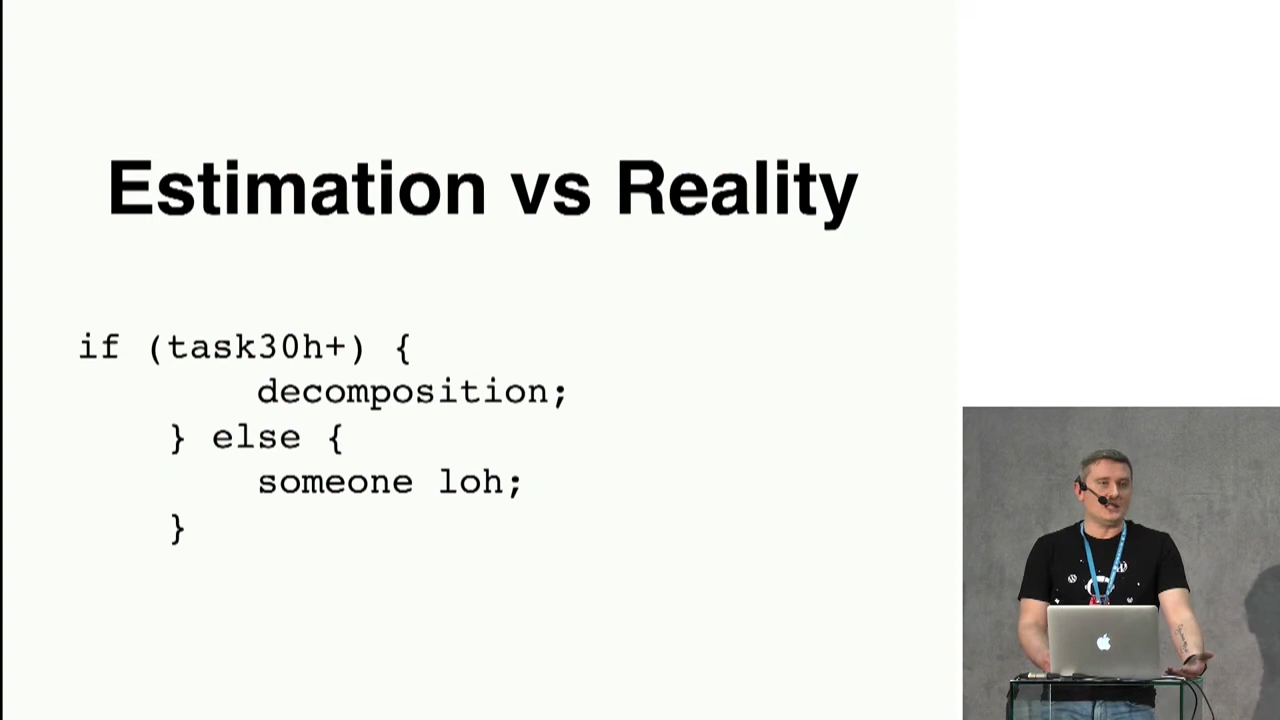 Estimation vs Reality
if (task30h+) {
decomposition;
} else {
someone loh;
}